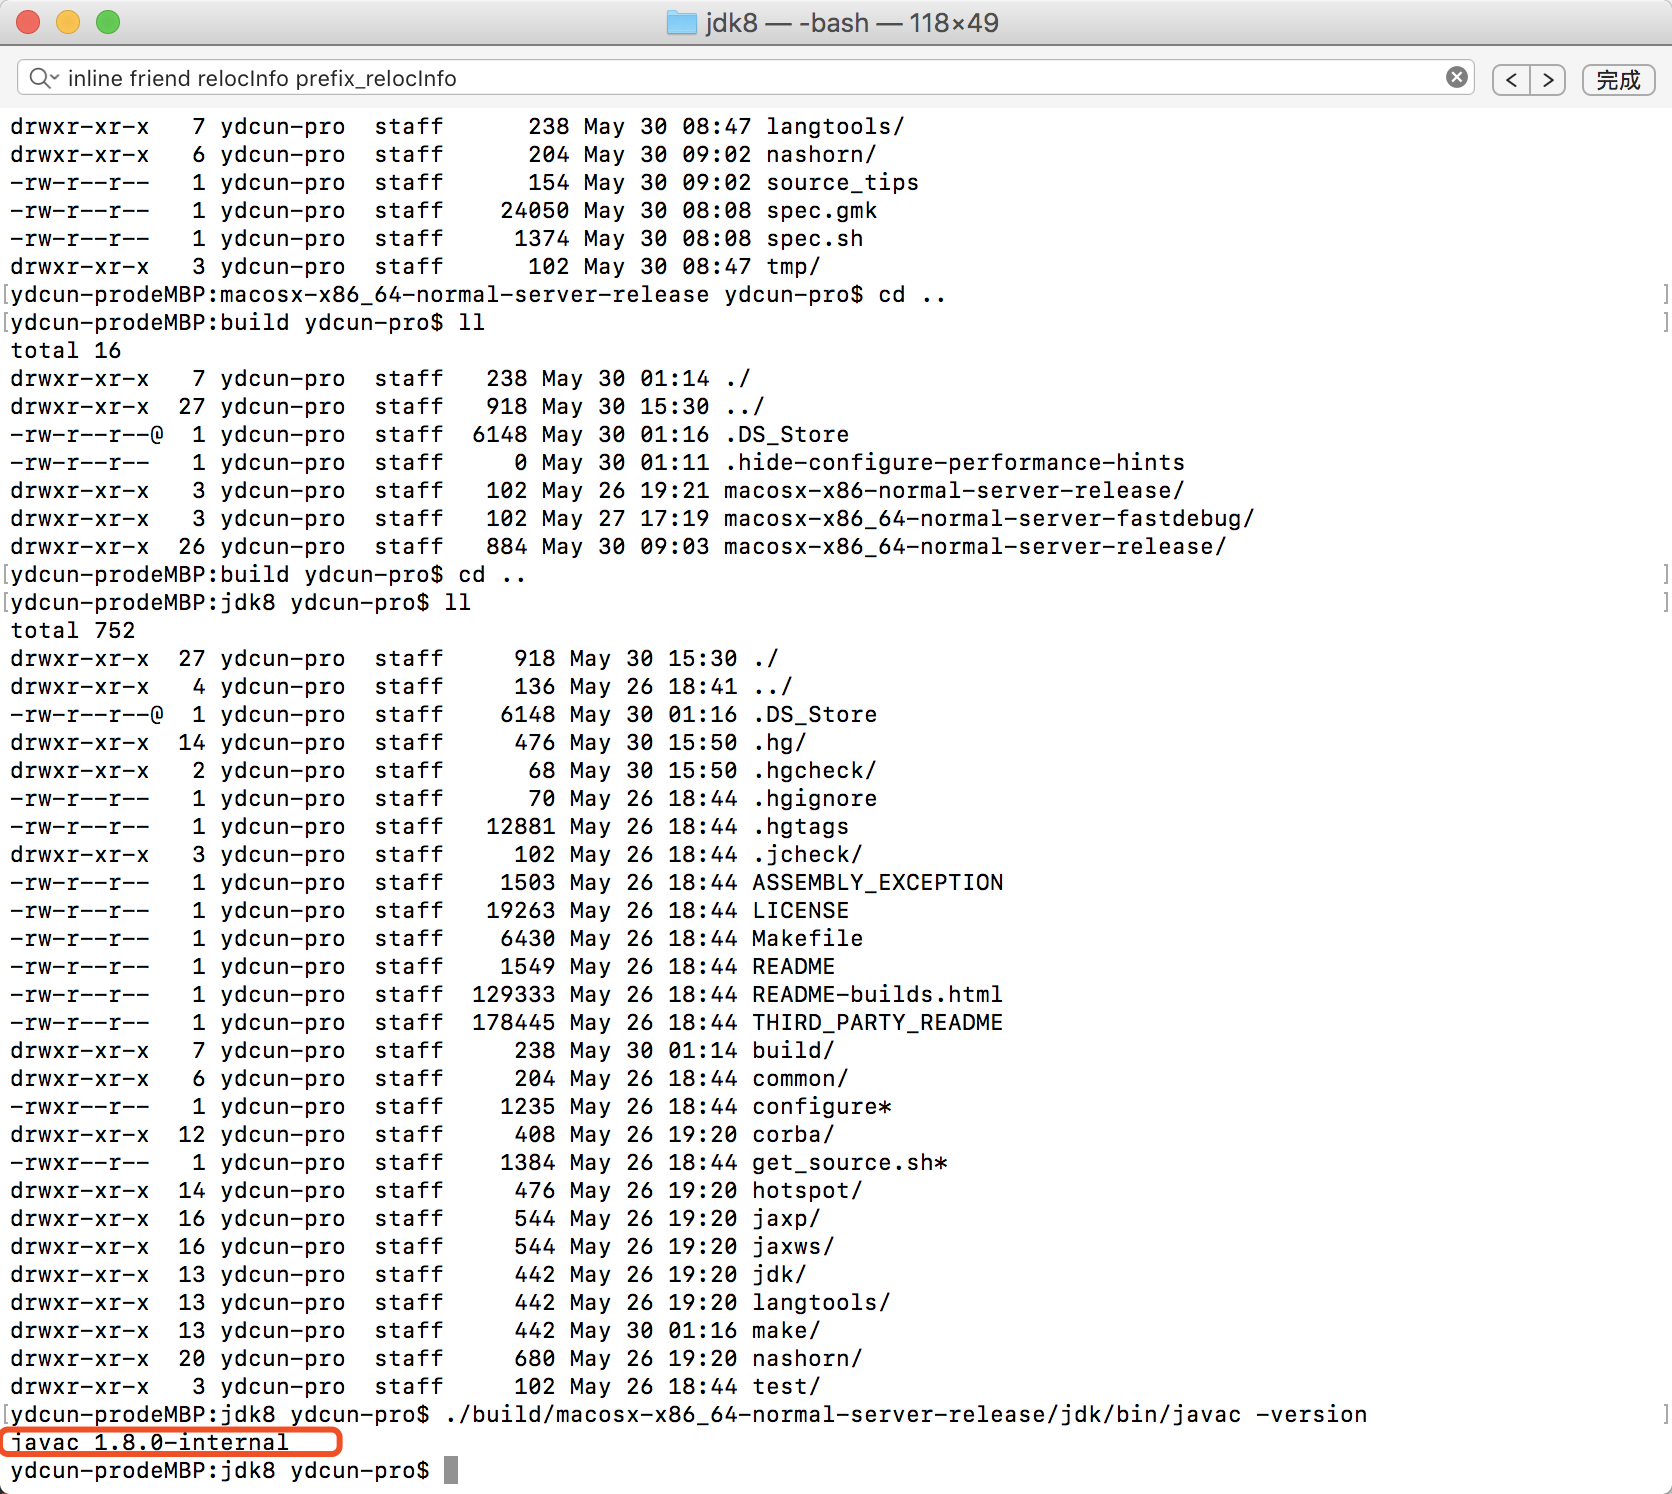 jdk8 — -bash — 118×49
inline friend relocInfo prefix_relocInfo
< > 完成
drwxr-xr-x   7 ydcun-pro  staff      238 May 30 08:47 langtools/
drwxr-xr-x   6 ydcun-pro  staff      204 May 30 09:02 nashorn/
-rw-r--r--   1 ydcun-pro  staff      154 May 30 09:02 source_tips
-rw-r--r--   1 ydcun-pro  staff    24050 May 30 08:08 spec.gmk
-rw-r--r--   1 ydcun-pro  staff     1374 May 30 08:08 spec.sh
drwxr-xr-x   3 ydcun-pro  staff      102 May 30 08:47 tmp/
[ydcun-prodeMBP:macosx-x86_64-normal-server-release ydcun-pro$ cd .. ]
[ydcun-prodeMBP:build ydcun-pro$ ll ]
total 16
drwxr-xr-x   7 ydcun-pro  staff   238 May 30 01:14 ./
drwxr-xr-x  27 ydcun-pro  staff   918 May 30 15:30 ../
-rw-r--r--@  1 ydcun-pro  staff  6148 May 30 01:16 .DS_Store
-rw-r--r--   1 ydcun-pro  staff     0 May 30 01:11 .hide-configure-performance-hints
drwxr-xr-x   3 ydcun-pro  staff   102 May 26 19:21 macosx-x86-normal-server-release/
drwxr-xr-x   3 ydcun-pro  staff   102 May 27 17:19 macosx-x86_64-normal-server-fastdebug/
drwxr-xr-x  26 ydcun-pro  staff   884 May 30 09:03 macosx-x86_64-normal-server-release/
[ydcun-prodeMBP:build ydcun-pro$ cd .. ]
[ydcun-prodeMBP:jdk8 ydcun-pro$ ll ]
total 752
drwxr-xr-x  27 ydcun-pro  staff     918 May 30 15:30 ./
drwxr-xr-x   4 ydcun-pro  staff     136 May 26 18:41 ../
-rw-r--r--@  1 ydcun-pro  staff    6148 May 30 01:16 .DS_Store
drwxr-xr-x  14 ydcun-pro  staff     476 May 30 15:50 .hg/
drwxr-xr-x   2 ydcun-pro  staff      68 May 30 15:50 .hgcheck/
-rw-r--r--   1 ydcun-pro  staff      70 May 26 18:44 .hgignore
-rw-r--r--   1 ydcun-pro  staff   12881 May 26 18:44 .hgtags
drwxr-xr-x   3 ydcun-pro  staff     102 May 26 18:44 .jcheck/
-rw-r--r--   1 ydcun-pro  staff    1503 May 26 18:44 ASSEMBLY_EXCEPTION
-rw-r--r--   1 ydcun-pro  staff   19263 May 26 18:44 LICENSE
-rw-r--r--   1 ydcun-pro  staff    6430 May 26 18:44 Makefile
-rw-r--r--   1 ydcun-pro  staff    1549 May 26 18:44 README
-rw-r--r--   1 ydcun-pro  staff  129333 May 26 18:44 README-builds.html
-rw-r--r--   1 ydcun-pro  staff  178445 May 26 18:44 THIRD_PARTY_README
drwxr-xr-x   7 ydcun-pro  staff     238 May 30 01:14 build/
drwxr-xr-x   6 ydcun-pro  staff     204 May 26 18:44 common/
-rwxr--r--   1 ydcun-pro  staff    1235 May 26 18:44 configure*
drwxr-xr-x  12 ydcun-pro  staff     408 May 26 19:20 corba/
-rwxr--r--   1 ydcun-pro  staff    1384 May 26 18:44 get_source.sh*
drwxr-xr-x  14 ydcun-pro  staff     476 May 26 19:20 hotspot/
drwxr-xr-x  16 ydcun-pro  staff     544 May 26 19:20 jaxp/
drwxr-xr-x  16 ydcun-pro  staff     544 May 26 19:20 jaxws/
drwxr-xr-x  13 ydcun-pro  staff     442 May 26 19:20 jdk/
drwxr-xr-x  13 ydcun-pro  staff     442 May 26 19:20 langtools/
drwxr-xr-x  13 ydcun-pro  staff     442 May 30 01:16 make/
drwxr-xr-x  20 ydcun-pro  staff     680 May 26 19:20 nashorn/
drwxr-xr-x   3 ydcun-pro  staff     102 May 26 18:44 test/
[ydcun-prodeMBP:jdk8 ydcun-pro$ ./build/macosx-x86_64-normal-server-release/jdk/bin/javac -version ]
javac 1.8.0-internal
ydcun-prodeMBP:jdk8 ydcun-pro$